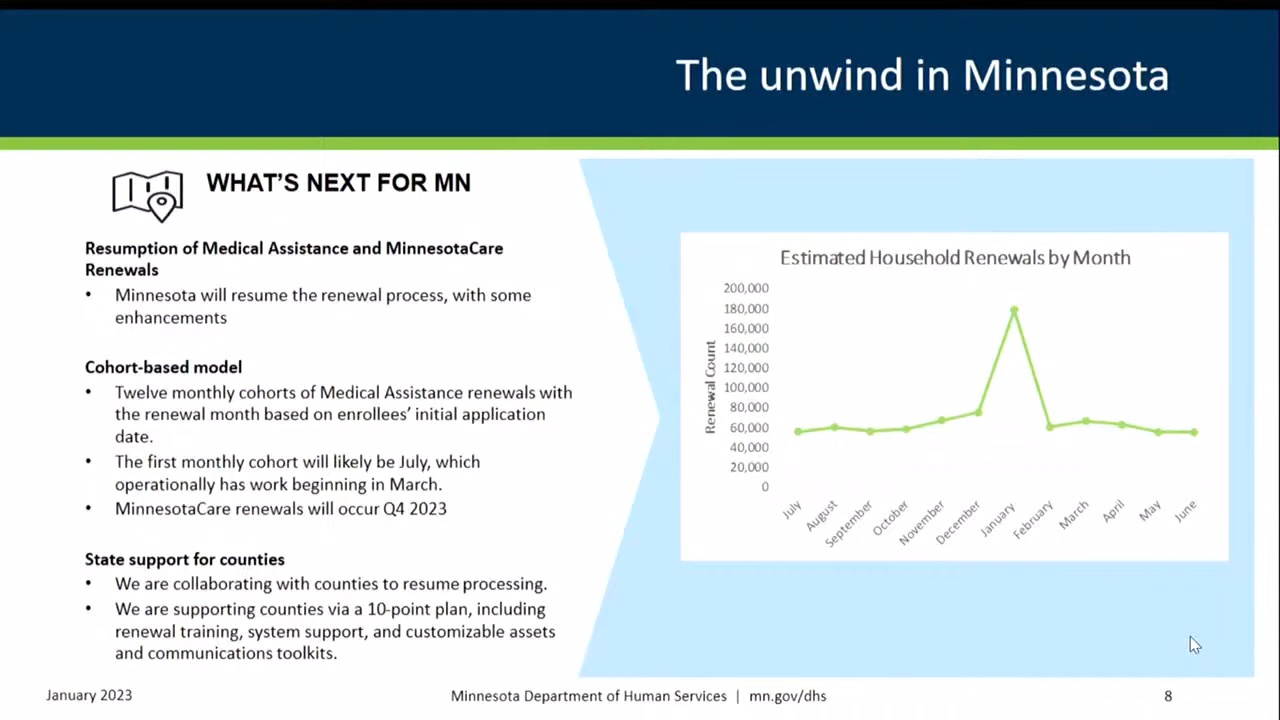 The unwind in Minnesota
WHAT'S NEXT FOR MN
Resumption of Medical Assistance and MinnesotaCare
Renewals
• Minnesota will resume the renewal process, with some
enhancements
Cohort-based model
• Twelve monthly cohorts of Medical Assistance renewals with
the renewal month based on enrollees' initial application
date.
• The first monthly cohort will likely be July, which
operationally has work beginning in March.
• MinnesotaCare renewals will occur Q4 2023
State support for counties
• We are collaborating with counties to resume processing.
• We are supporting counties via a 10-point plan, including
renewal training, system support, and customizable assets
and communications toolkits.
Estimated Household Renewals by Month
Renewal Count
200,000
180,000
160,000
140,000
120,000
100,000
80,000
60,000
40,000
20,000
0
July
August
September
October
November
December
January
February
March
April
May
June
January 2023
Minnesota Department of Human Services | mn.gov/dhs
8